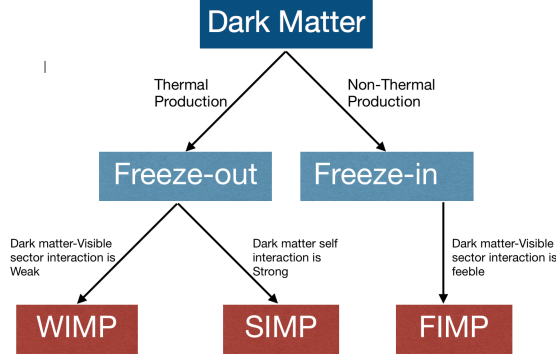 Dark Matter
Thermal
Production
Non-Thermal
Production
Freeze-out
Freeze-in
Dark matter-Visible
sector interaction is
Weak
Dark matter self
interaction is
Strong
Dark matter-Visible
sector interaction is
feeble
WIMP
SIMP
FIMP